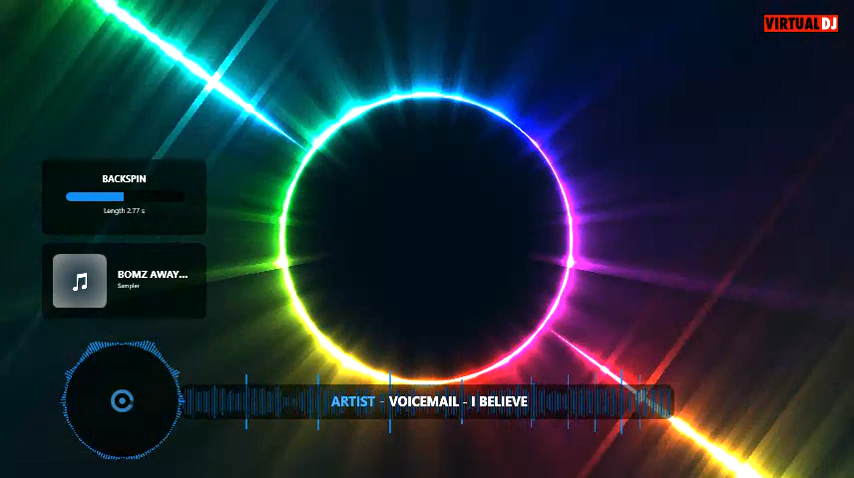 VIRTUALDJ
BACKSPIN
Length 2.77 s
BOMZ AWAY...
Sampler
ARTIST - VOICEMAIL - I BELIEVE